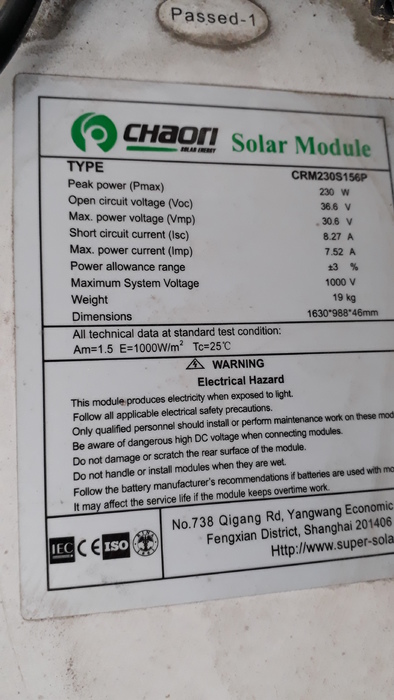 Passed-1
CHAORI Solar Module
SOLAR ENERGY
TYPE CRM230S156P
Peak power (Pmax) 230 W
Open circuit voltage (Voc) 36.6 V
Max. power voltage (Vmp) 30.6 V
Short circuit current (Isc) 8.27 A
Max. power current (Imp) 7.52 A
Power allowance range ±3 %
Maximum System Voltage 1000 V
Weight 19 kg
Dimensions 1630*988*46mm
All technical data at standard test condition:
Am=1.5 E=1000W/m² Tc=25℃
WARNING
Electrical Hazard
This module produces electricity when exposed to light.
Follow all applicable electrical safety precautions.
Only qualified personnel should install or perform maintenance work on these mod
Be aware of dangerous high DC voltage when connecting modules.
Do not damage or scratch the rear surface of the module.
Do not handle or install modules when they are wet.
Follow the battery manufacturer's recommendations if batteries are used with mo
It may affect the service life if the module keeps overtime work.
No.738 Qigang Rd, Yangwang Economic
Fengxian District, Shanghai 201406
Http://www.super-sola
IEC CE ISO